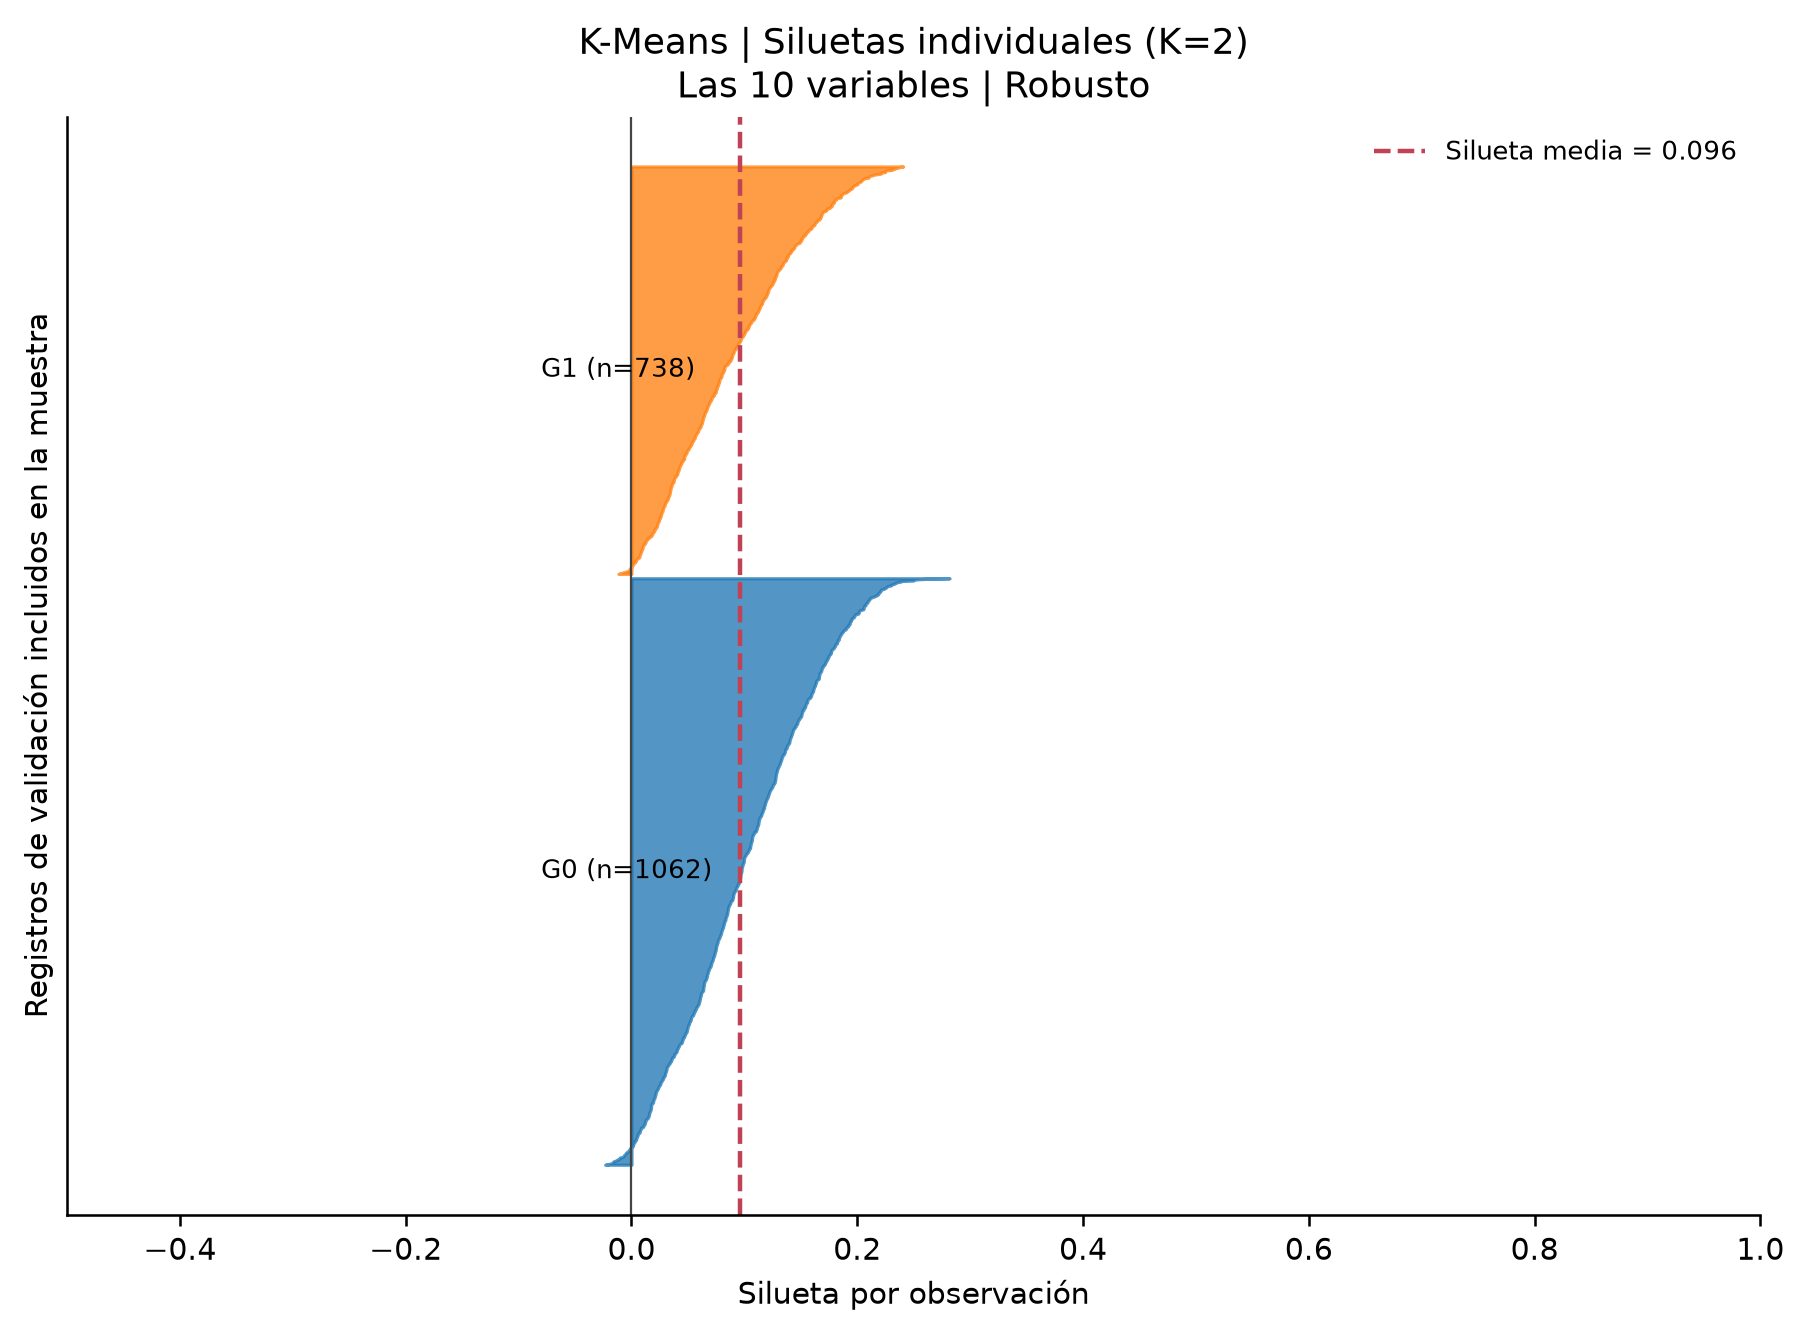 K-Means | Siluetas individuales (K=2)
Las 10 variables | Robusto
Silueta media = 0.096
Registros de validación incluidos en la muestra
G1 (n=738)
G0 (n=1062)
−0.4 −0.2 0.0 0.2 0.4 0.6 0.8 1.0
Silueta por observación